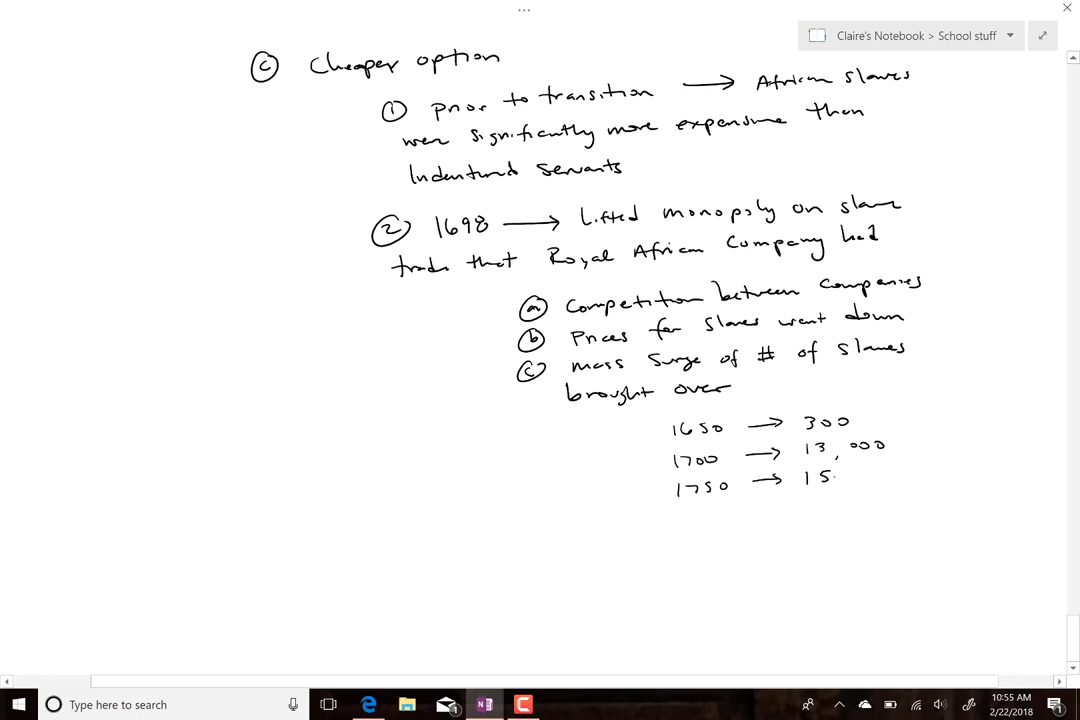 Claire's Notebook > School stuff
Ⓒ Cheaper option
① Prior to transition → African slaves
were significantly more expensive than
Indentured servants
② 1698 → Lifted monopoly on slave
trade that Royal African Company had
ⓐ Competition between companies
ⓑ Prices for slaves went down
ⓒ Mass surge of # of slaves
brought over
1650 → 300
1700 → 13,000
1750 → 15
Type here to search
10:55 AM
2/22/2018